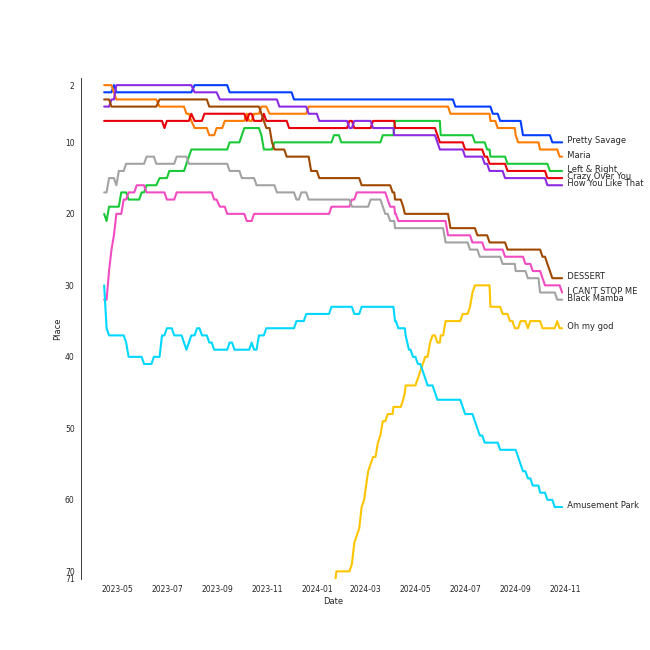 2
10
20
30
40
50
60
70
71
Place
2023-05
2023-07
2023-09
2023-11
2024-01
2024-03
2024-05
2024-07
2024-09
2024-11
Date
Pretty Savage
Maria
Left & Right
Crazy Over You
How You Like That
DESSERT
I CAN'T STOP ME
Black Mamba
Oh my god
Amusement Park